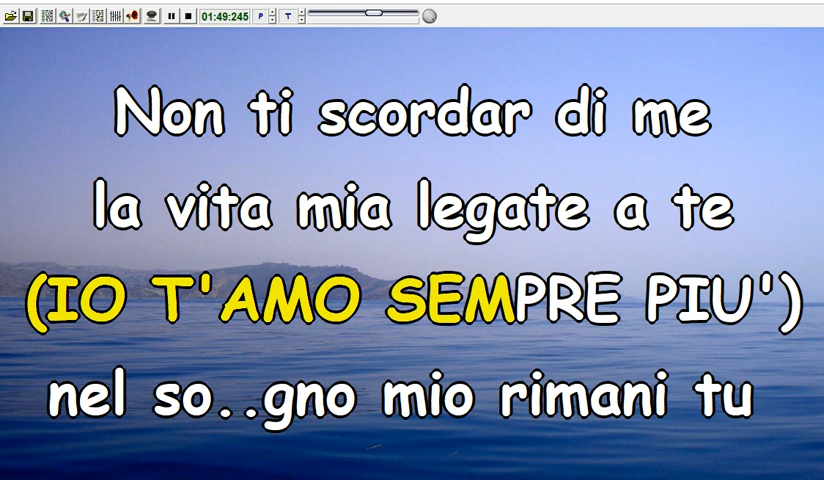 01:49:245 P T
Non ti scordar di me
la vita mia legate a te
(IO T'AMO SEMPRE PIU')
nel so..gno mio rimani tu